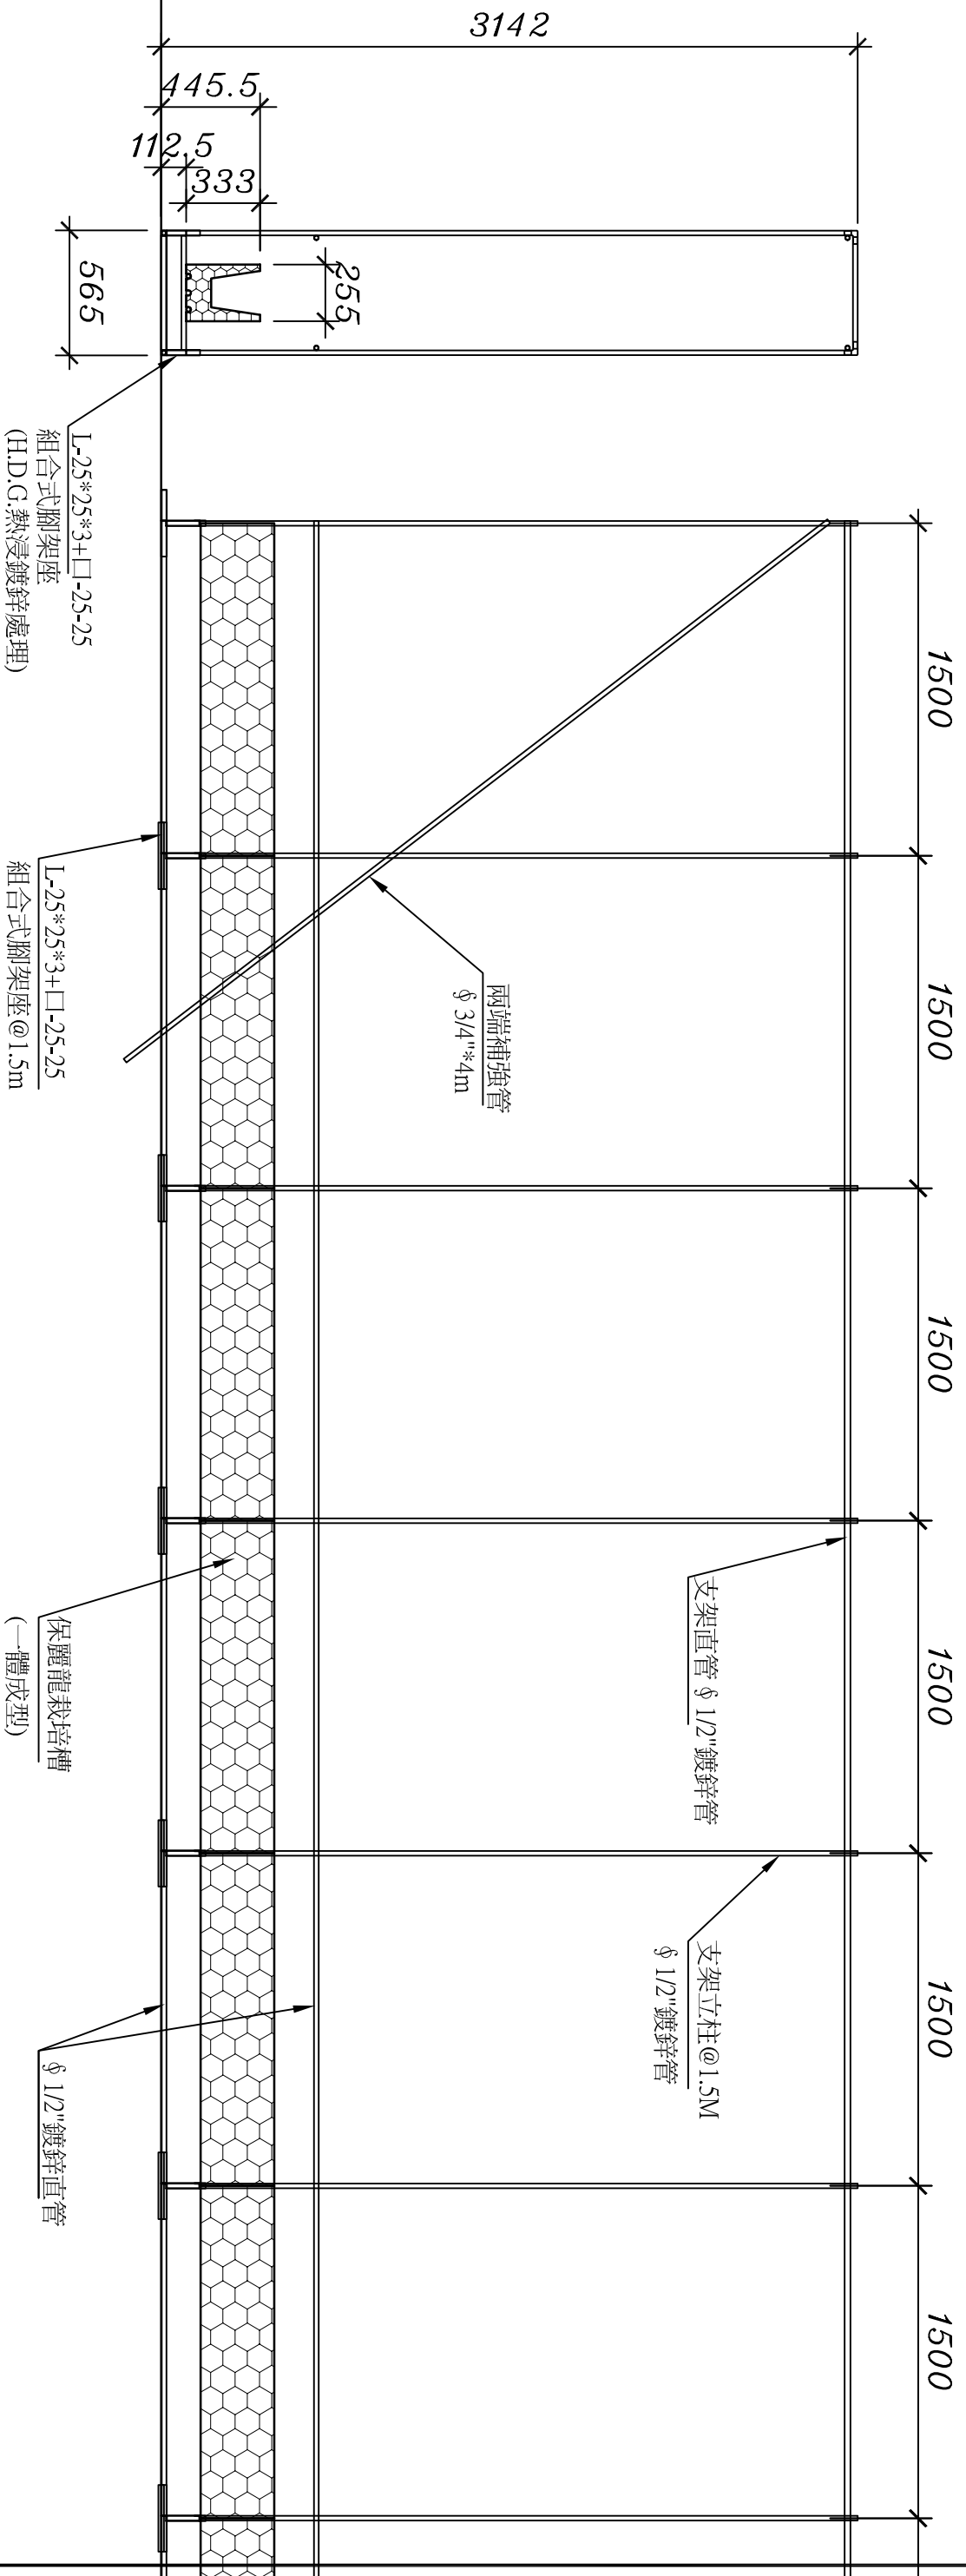 3142
445.5
112.5
333
255
565
L-25*25*3+口-25-25
組合式腳架座
(H.D.G.熱浸鍍鋅處理)
1500
1500
1500
1500
1500
1500
L-25*25*3+口-25-25
組合式腳架座@1.5m
兩端補強管
∮ 3/4"*4m
支架直管∮ 1/2"鍍鋅管
支架立柱@1.5M
∮ 1/2"鍍鋅管
保麗龍栽培槽
(一體成型)
∮ 1/2"鍍鋅直管